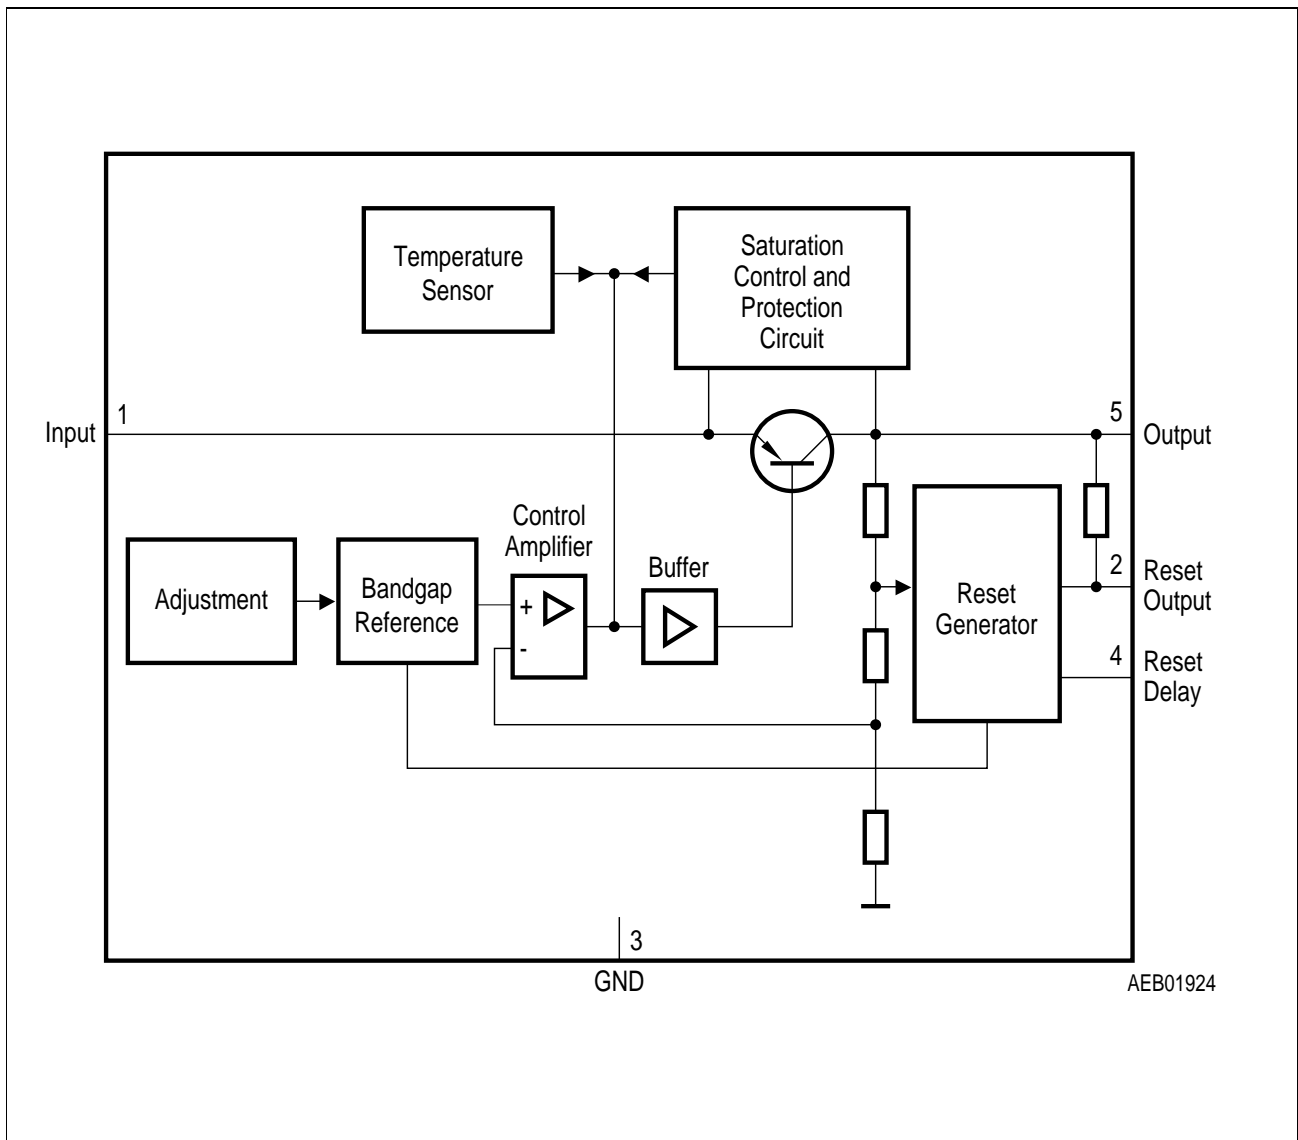 Temperature
Sensor
Saturation
Control and
Protection
Circuit
Input
1
5
Output
Control
Amplifier
Buffer
Adjustment
Bandgap
Reference
+
-
Reset
Generator
2
Reset
Output
4
Reset
Delay
3
GND
AEB01924